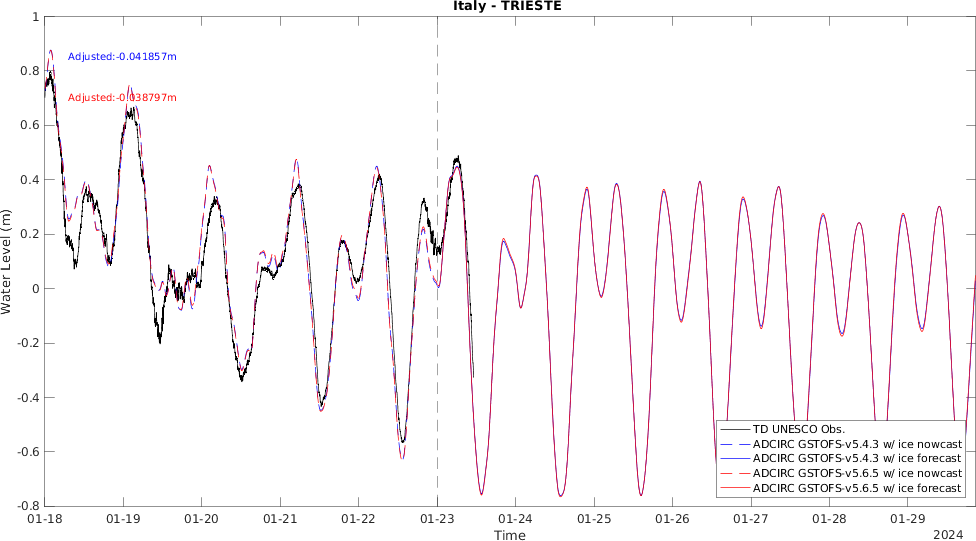 Italy - TRIESTE
Adjusted:-0.041857m
Adjusted:-0.038797m
Water Level (m)
1
0.8
0.6
0.4
0.2
0
-0.2
-0.4
-0.6
-0.8
TD UNESCO Obs.
ADCIRC GSTOFS-v5.4.3 w/ ice nowcast
ADCIRC GSTOFS-v5.4.3 w/ ice forecast
ADCIRC GSTOFS-v5.6.5 w/ ice nowcast
ADCIRC GSTOFS-v5.6.5 w/ ice forecast
01-18 01-19 01-20 01-21 01-22 01-23 01-24 01-25 01-26 01-27 01-28 01-29
Time
2024